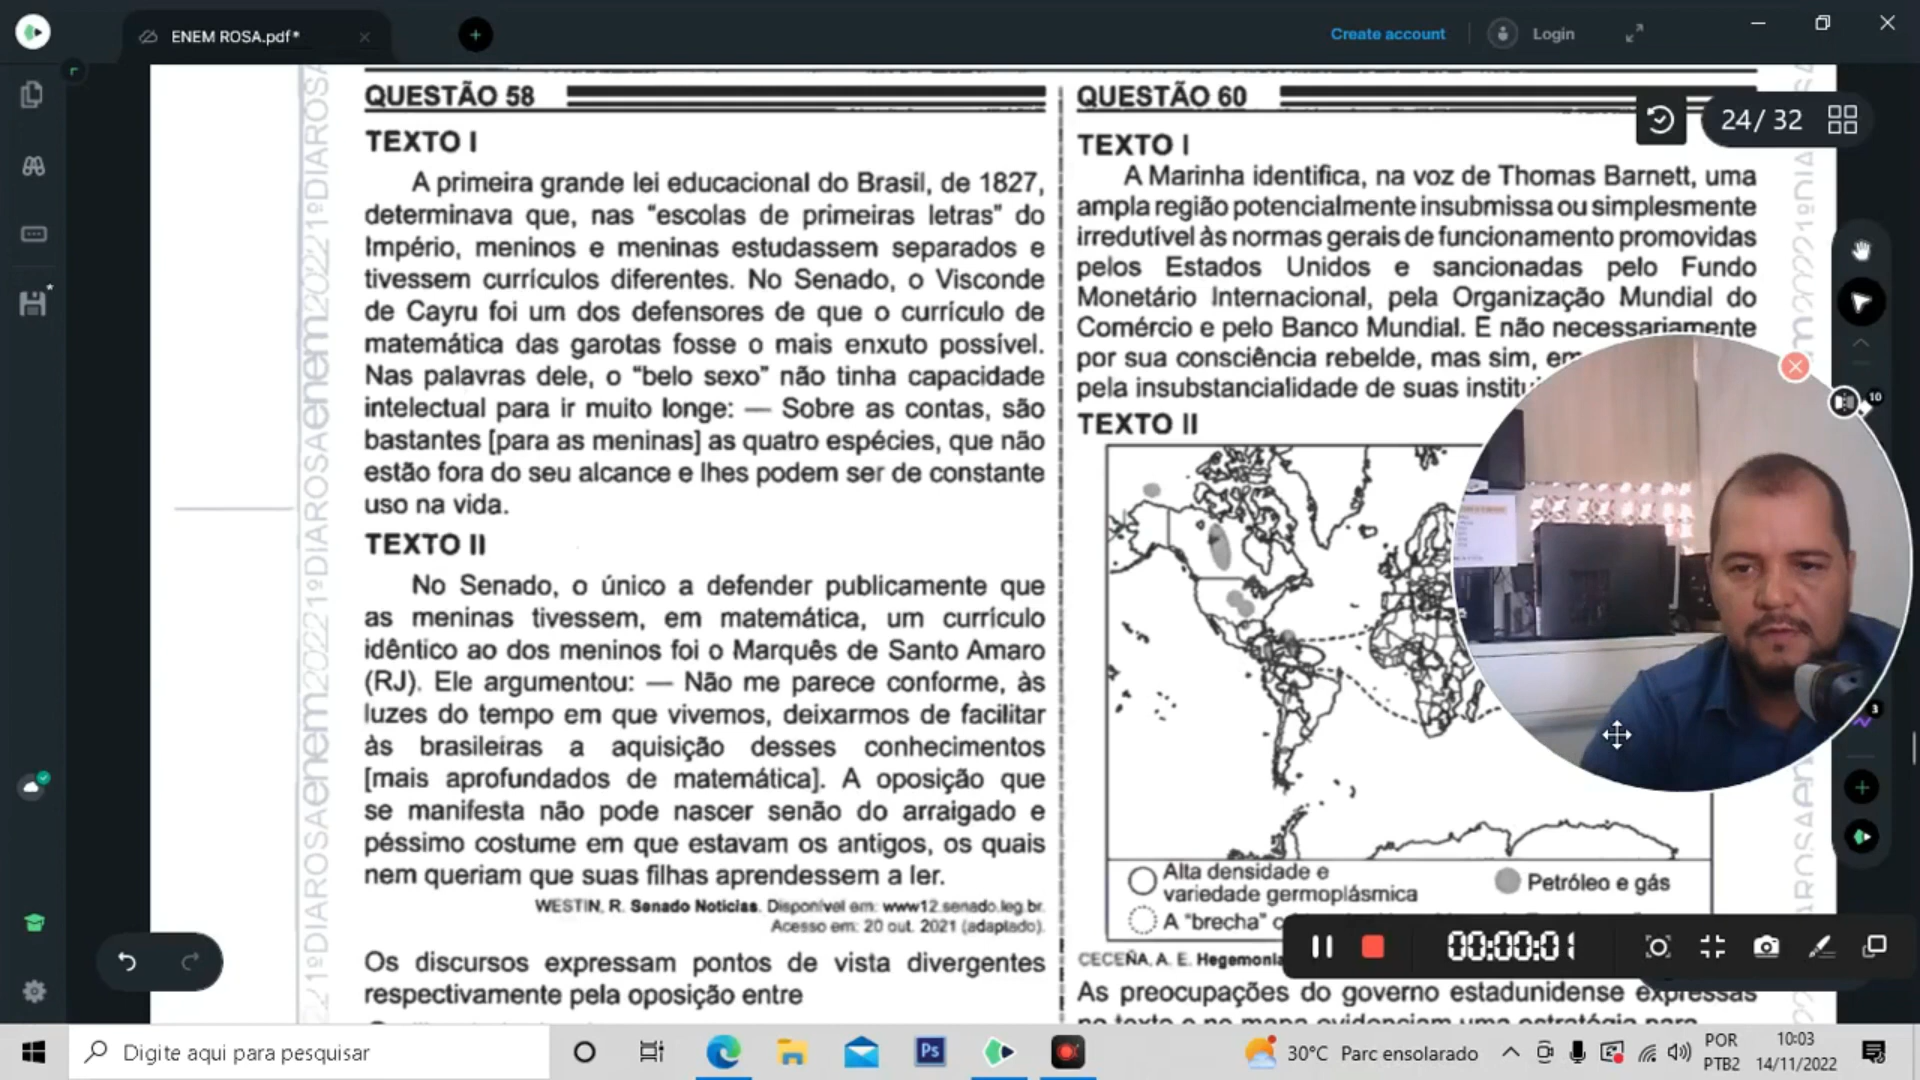 ENEM ROSA.pdf*
Create account
Login
QUESTÃO 58
TEXTO I
A primeira grande lei educacional do Brasil, de 1827,
determinava que, nas “escolas de primeiras letras” do
Império, meninos e meninas estudassem separados e
tivessem currículos diferentes. No Senado, o Visconde
de Cayru foi um dos defensores de que o currículo de
matemática das garotas fosse o mais enxuto possível.
Nas palavras dele, o “belo sexo” não tinha capacidade
intelectual para ir muito longe: — Sobre as contas, são
bastantes [para as meninas] as quatro espécies, que não
estão fora do seu alcance e lhes podem ser de constante
uso na vida.
TEXTO II
No Senado, o único a defender publicamente que
as meninas tivessem, em matemática, um currículo
idêntico ao dos meninos foi o Marquês de Santo Amaro
(RJ). Ele argumentou: — Não me parece conforme, às
luzes do tempo em que vivemos, deixarmos de facilitar
às brasileiras a aquisição desses conhecimentos
[mais aprofundados de matemática]. A oposição que
se manifesta não pode nascer senão do arraigado e
péssimo costume em que estavam os antigos, os quais
nem queriam que suas filhas aprendessem a ler.
WESTIN, R. Senado Notícias. Disponível em: www12.senado.leg.br.
Acesso em: 20 out. 2021 (adaptado).
Os discursos expressam pontos de vista divergentes
respectivamente pela oposição entre
QUESTÃO 60
24/ 32
TEXTO I
A Marinha identifica, na voz de Thomas Barnett, uma
ampla região potencialmente insubmissa ou simplesmente
irredutível às normas gerais de funcionamento promovidas
pelos Estados Unidos e sancionadas pelo Fundo
Monetário Internacional, pela Organização Mundial do
Comércio e pelo Banco Mundial. E não necessariamente
por sua consciência rebelde, mas sim, em
pela insubstancialidade de suas
TEXTO II
Alta densidade e
variedade germoplásmica
Petróleo e gás
A “brecha”
CECEÑA, A. E. Hegemonia
As preocupações do governo estadunidense expressas
no texto e no mapa evidenciam uma estratégia para
1ºDIAROSAenem2022
10
3
00:00:01
Digite aqui para pesquisar
Ps
30°C Parc ensolarado
POR
PTB2
10:03
14/11/2022